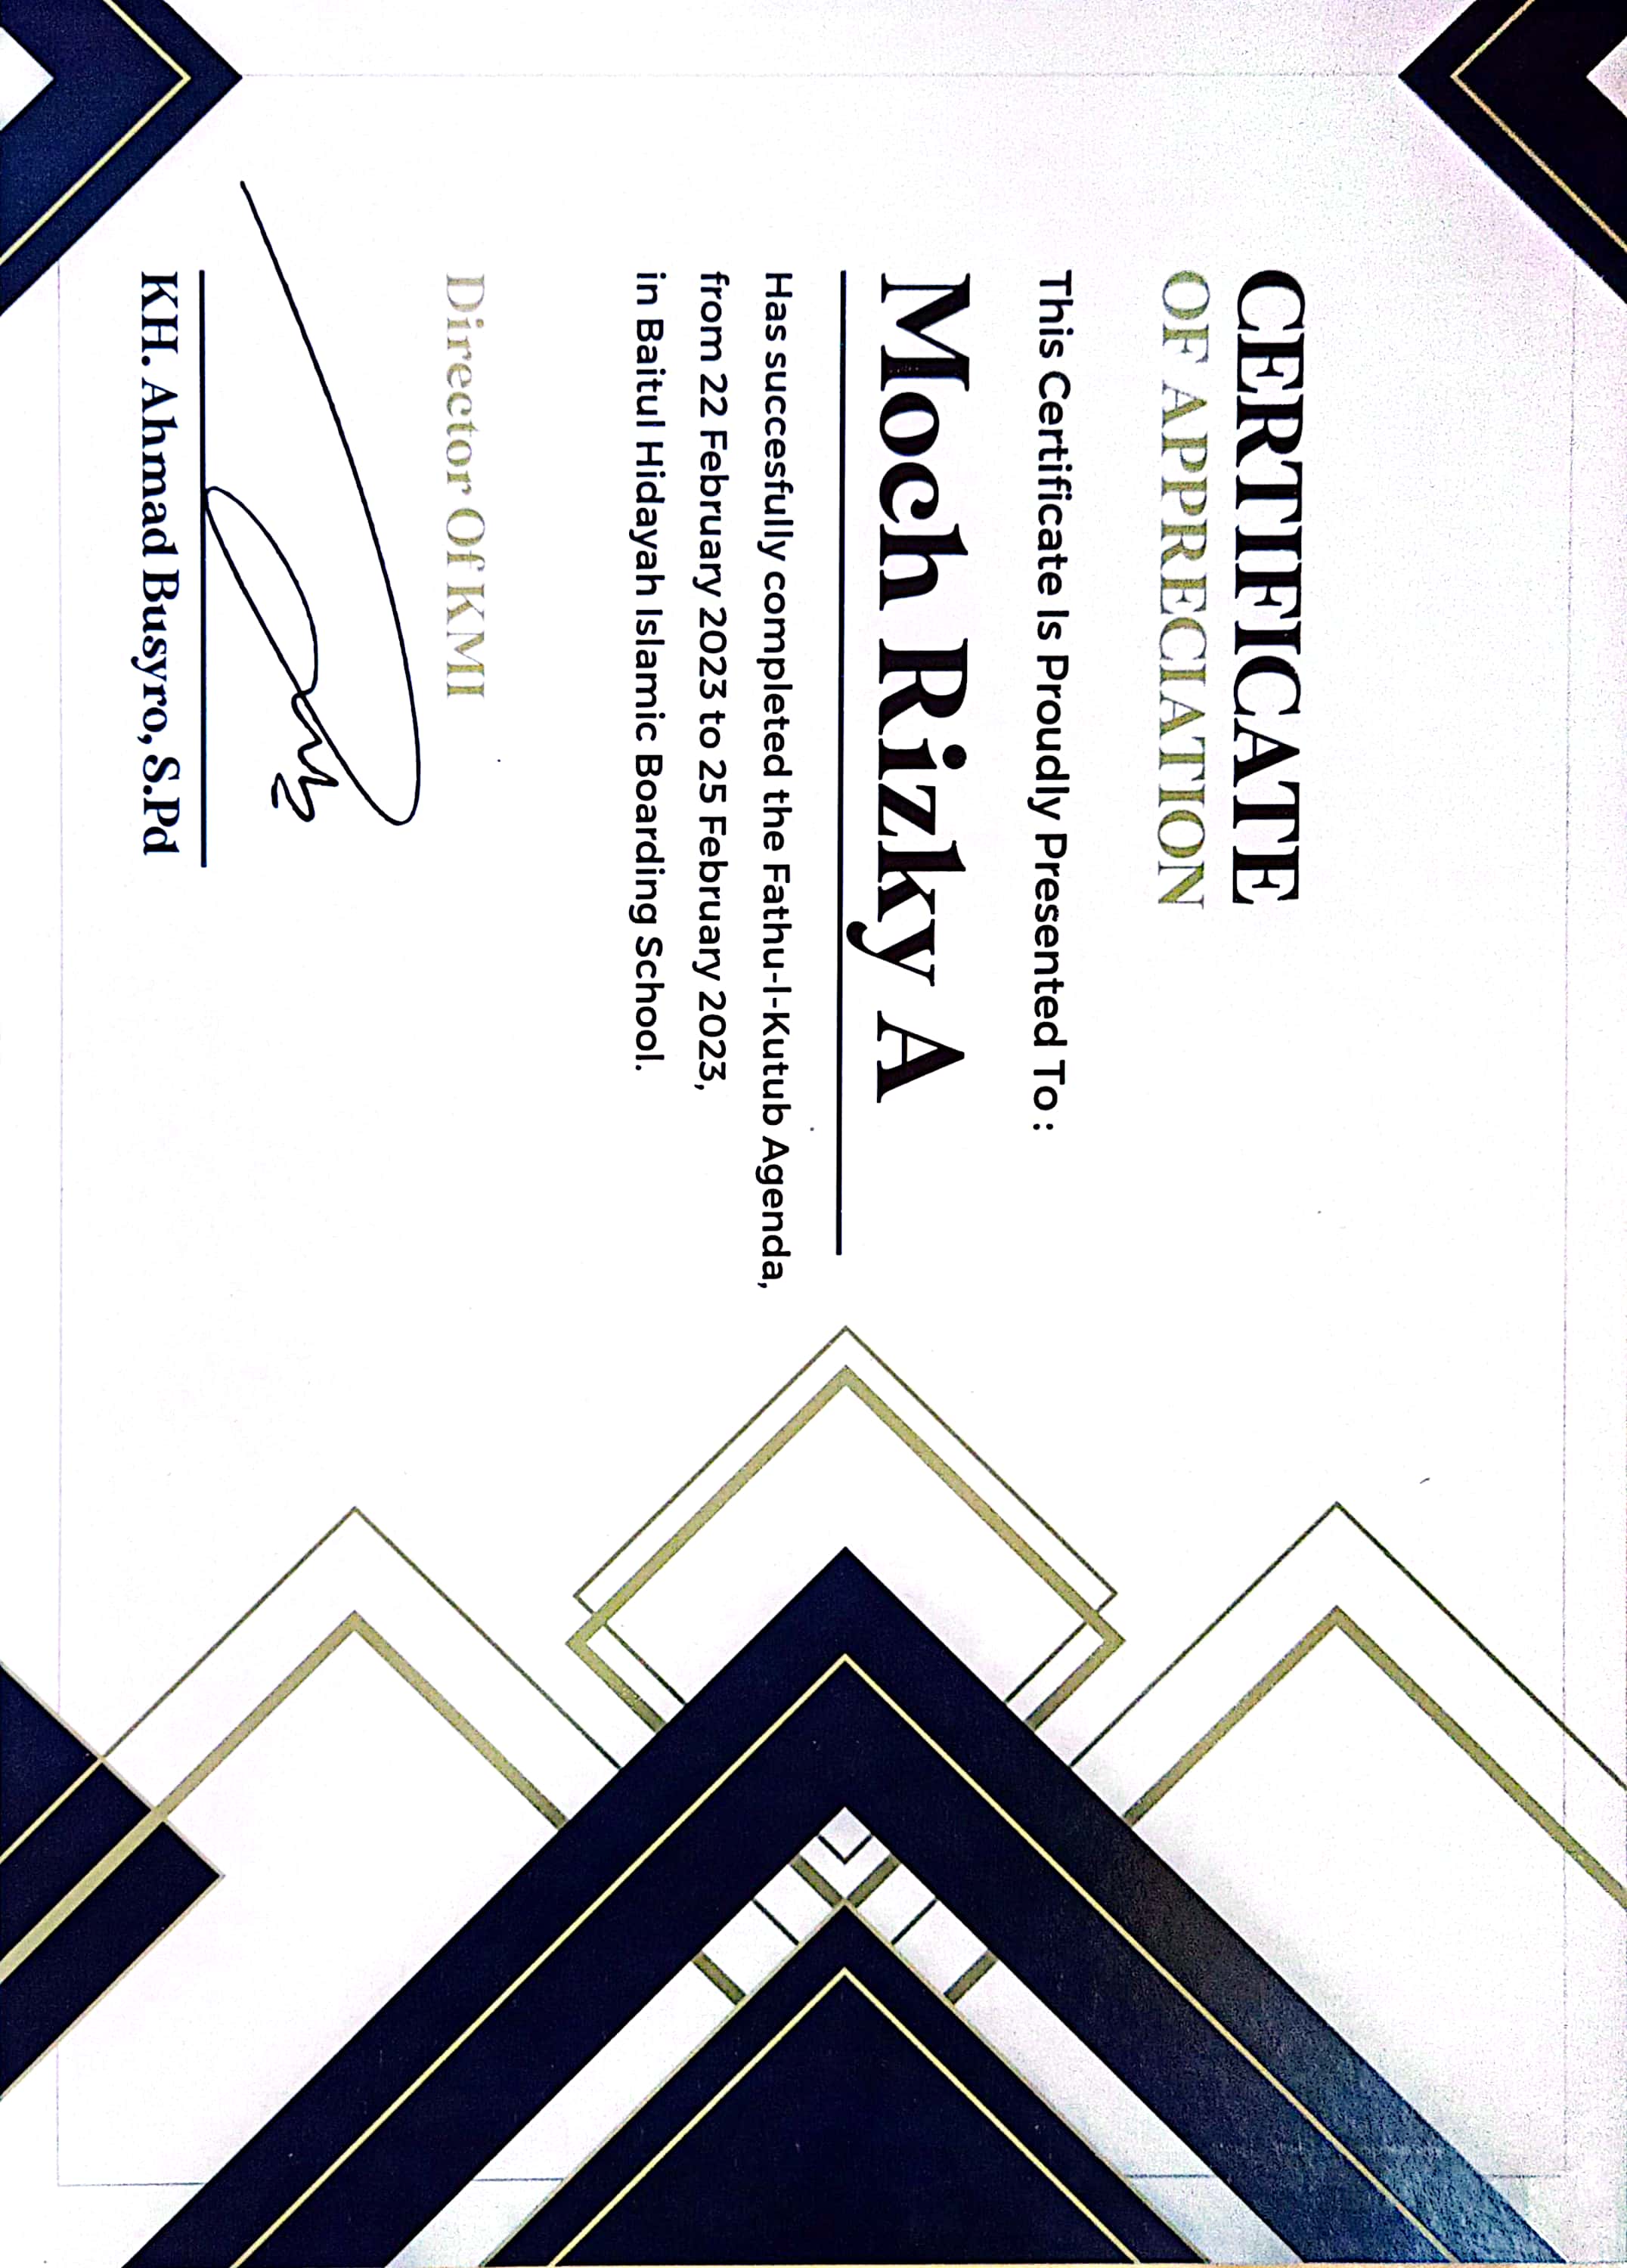 CERTIFICATE
OF APPRECIATION
This Certificate Is Proudly Presented To :
Moch Rizky A
Has succesfully completed the Fathu-l-Kutub Agenda,
from 22 February 2023 to 25 February 2023,
in Baitul Hidayah Islamic Boarding School.
Director Of KMI
KH. Ahmad Busyro, S.Pd